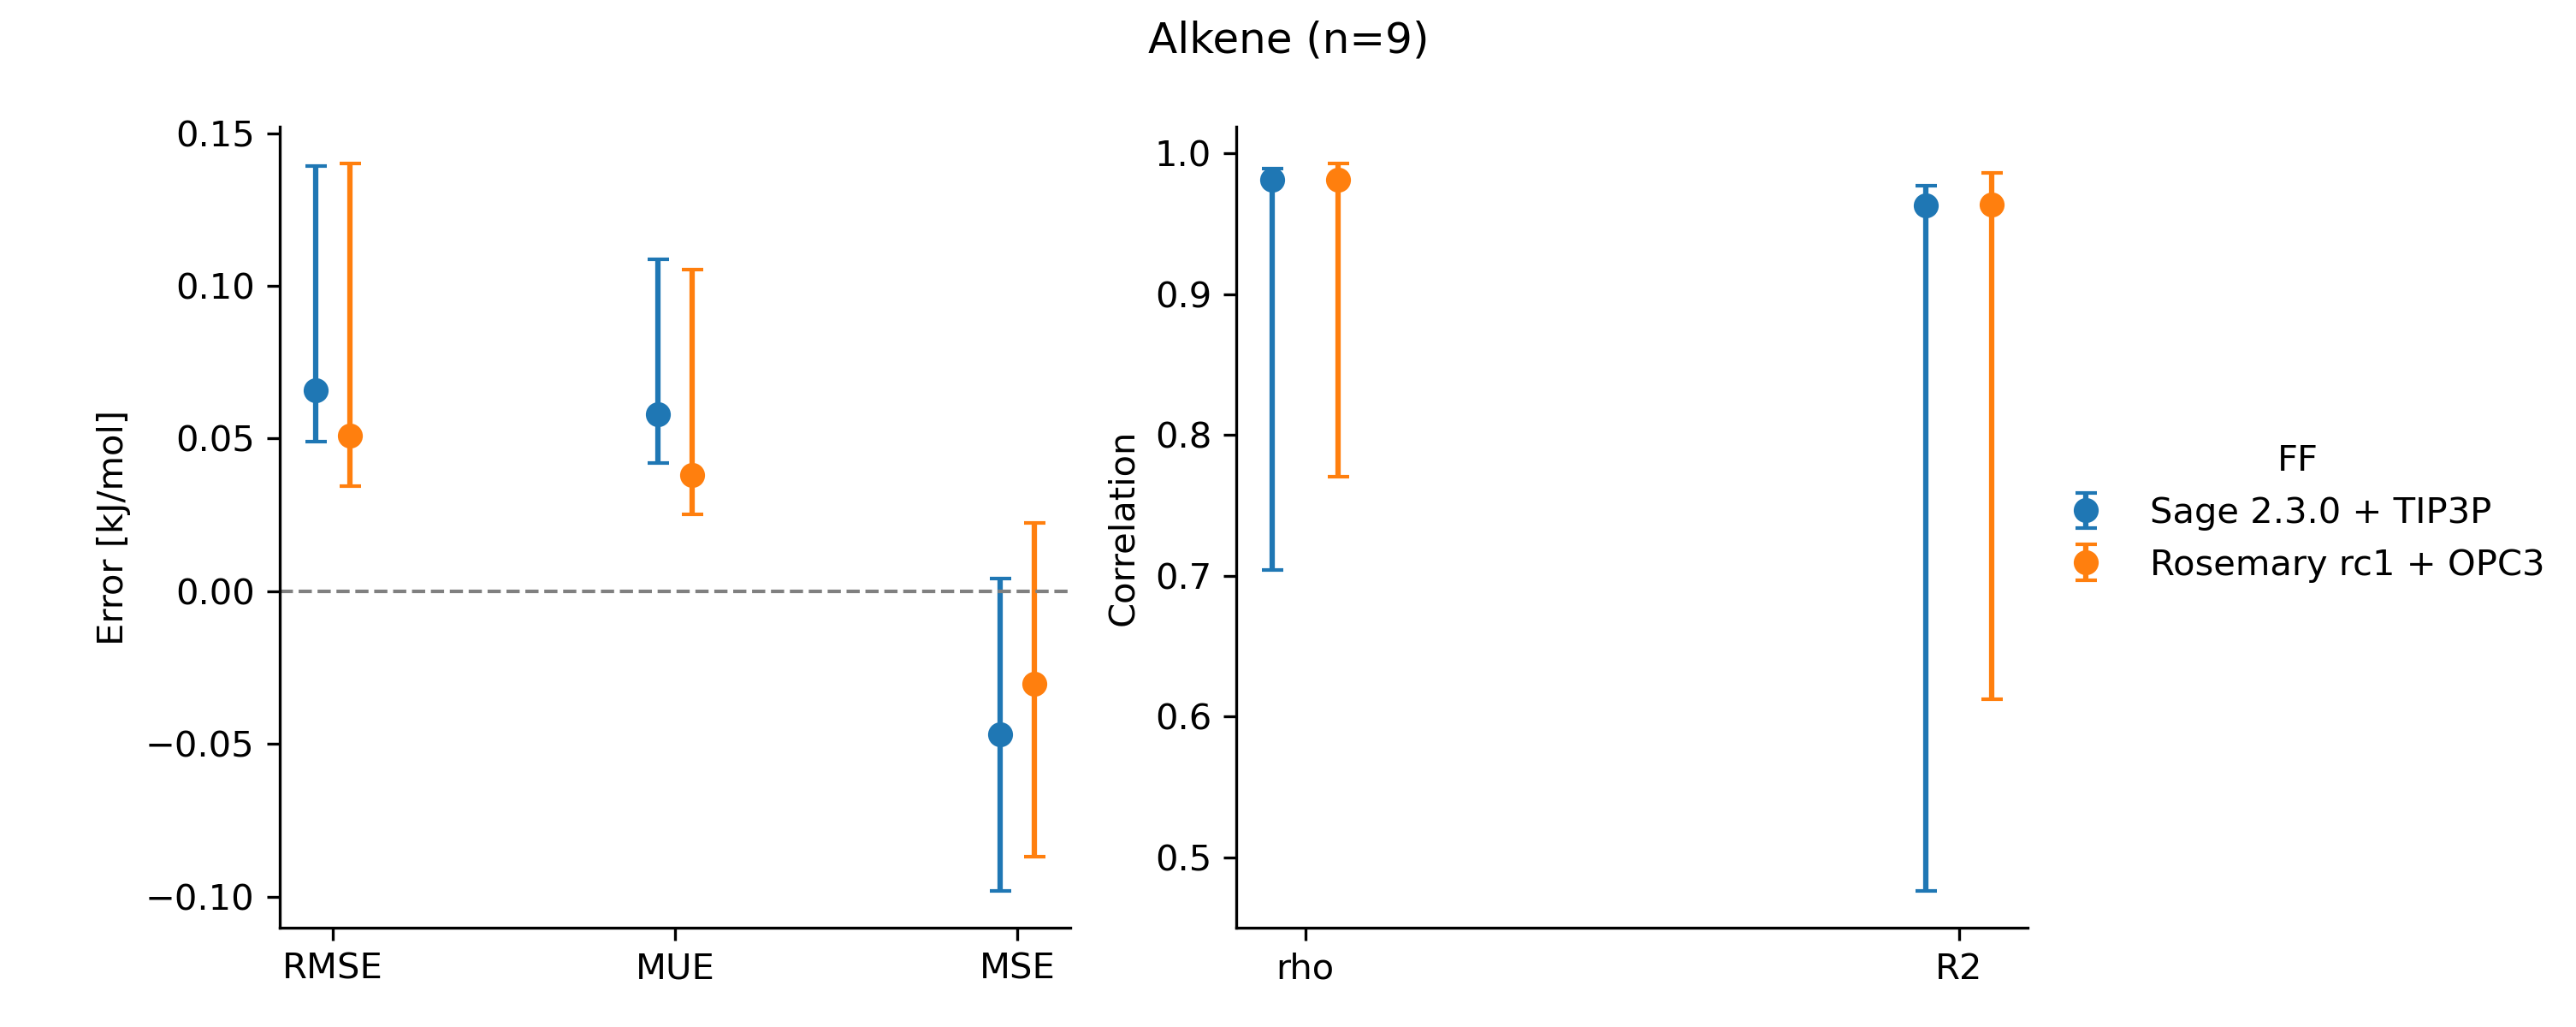 Alkene (n=9)
Error [kJ/mol]
0.15
0.10
0.05
0.00
−0.05
−0.10
RMSE
MUE
MSE
Correlation
1.0
0.9
0.8
0.7
0.6
0.5
rho
R2
FF
Sage 2.3.0 + TIP3P
Rosemary rc1 + OPC3